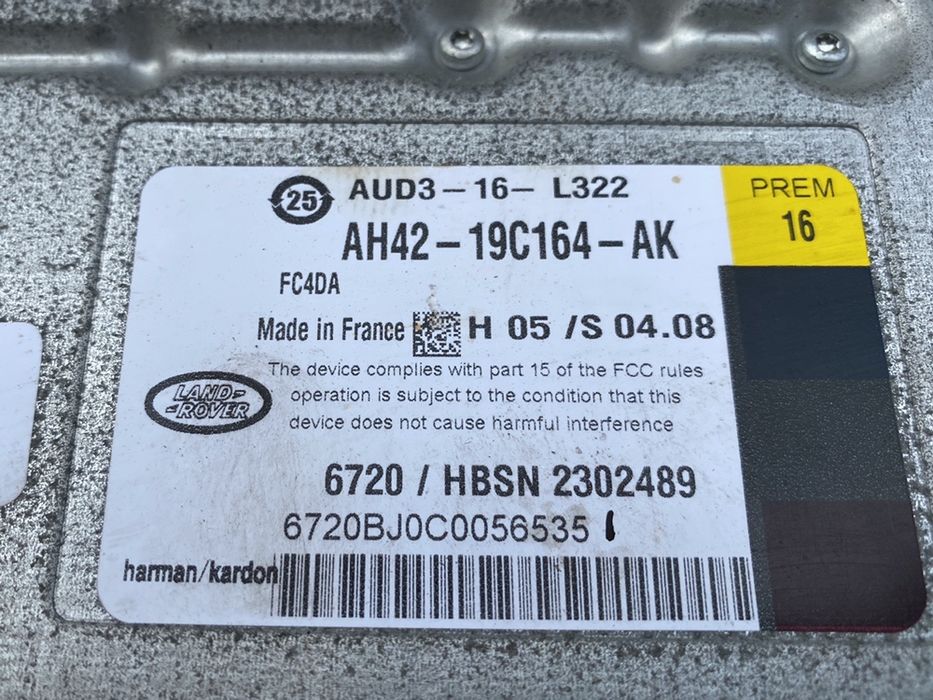 25 AUD3-16- L322
PREM
16
AH42-19C164-AK
FC4DA
Made in France H 05 /S 04.08
The device complies with part 15 of the FCC rules
operation is subject to the condition that this
device does not cause harmful interference
LAND-
-ROVER
6720 / HBSN 2302489
6720BJ0C0056535
harman/kardon